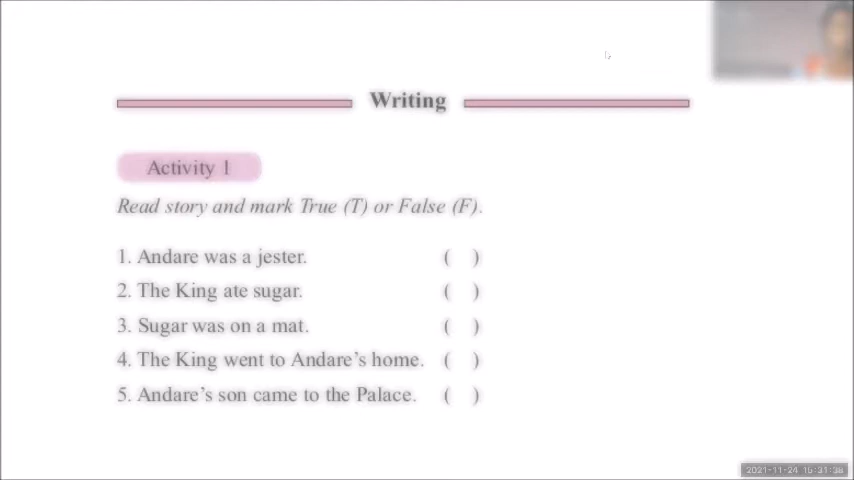 Writing
Activity 1
Read story and mark True (T) or False (F).
1. Andare was a jester. ( )
2. The King ate sugar. ( )
3. Sugar was on a mat. ( )
4. The King went to Andare's home. ( )
5. Andare's son came to the Palace. ( )
2021-11-24 15:31:38